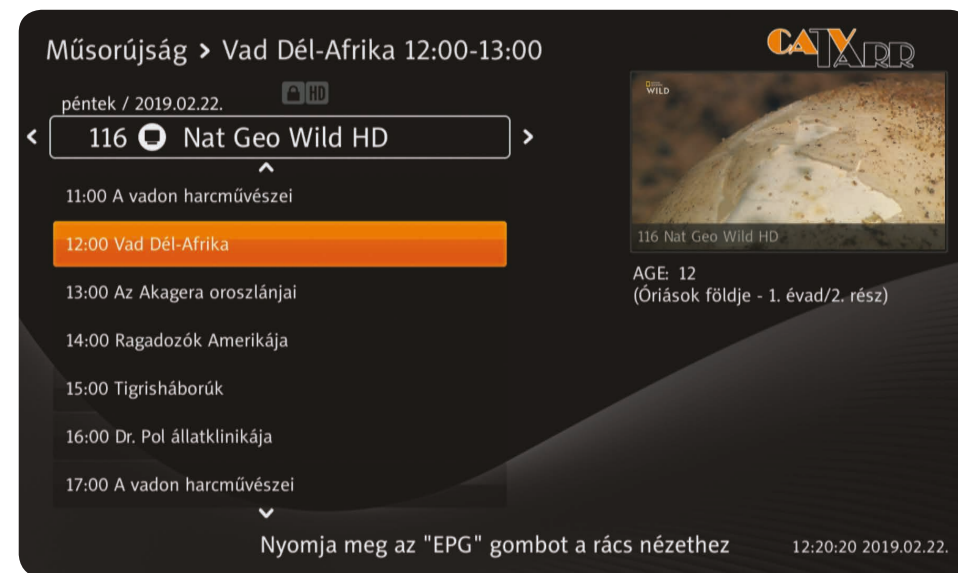 Műsorújság > Vad Dél-Afrika 12:00-13:00
CATV TARR
péntek / 2019.02.22.
HD
116 Nat Geo Wild HD
11:00 A vadon harcművészei
12:00 Vad Dél-Afrika
13:00 Az Akagera oroszlánjai
14:00 Ragadozók Amerikája
15:00 Tigrisháborúk
16:00 Dr. Pol állatklinikája
17:00 A vadon harcművészei
WILD
116 Nat Geo Wild HD
AGE: 12
(Óriások földje - 1. évad/2. rész)
Nyomja meg az "EPG" gombot a rács nézethez
12:20:20 2019.02.22.